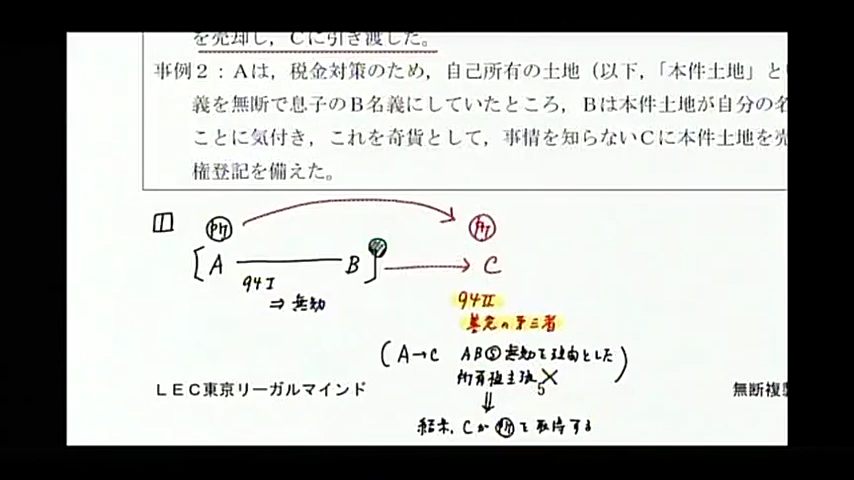 を売却し，Cに引き渡した。
事例２：Ａは，税金対策のため，自己所有の土地（以下，「本件土地」とい
義を無断で息子のＢ名義にしていたところ，Ｂは本件土地が自分の名
ことに気付き，これを奇貨として，事情を知らないＣに本件土地を売
権登記を備えた。
1
所 所
A B C
94Ⅰ
⇒ 無効
94Ⅱ
善意の第三者
(A→C AB間無効を理由とした
所有権主張×)
5
ＬＥＣ東京リーガルマインド
無断複製
⇓
結果、Cが所を取得する